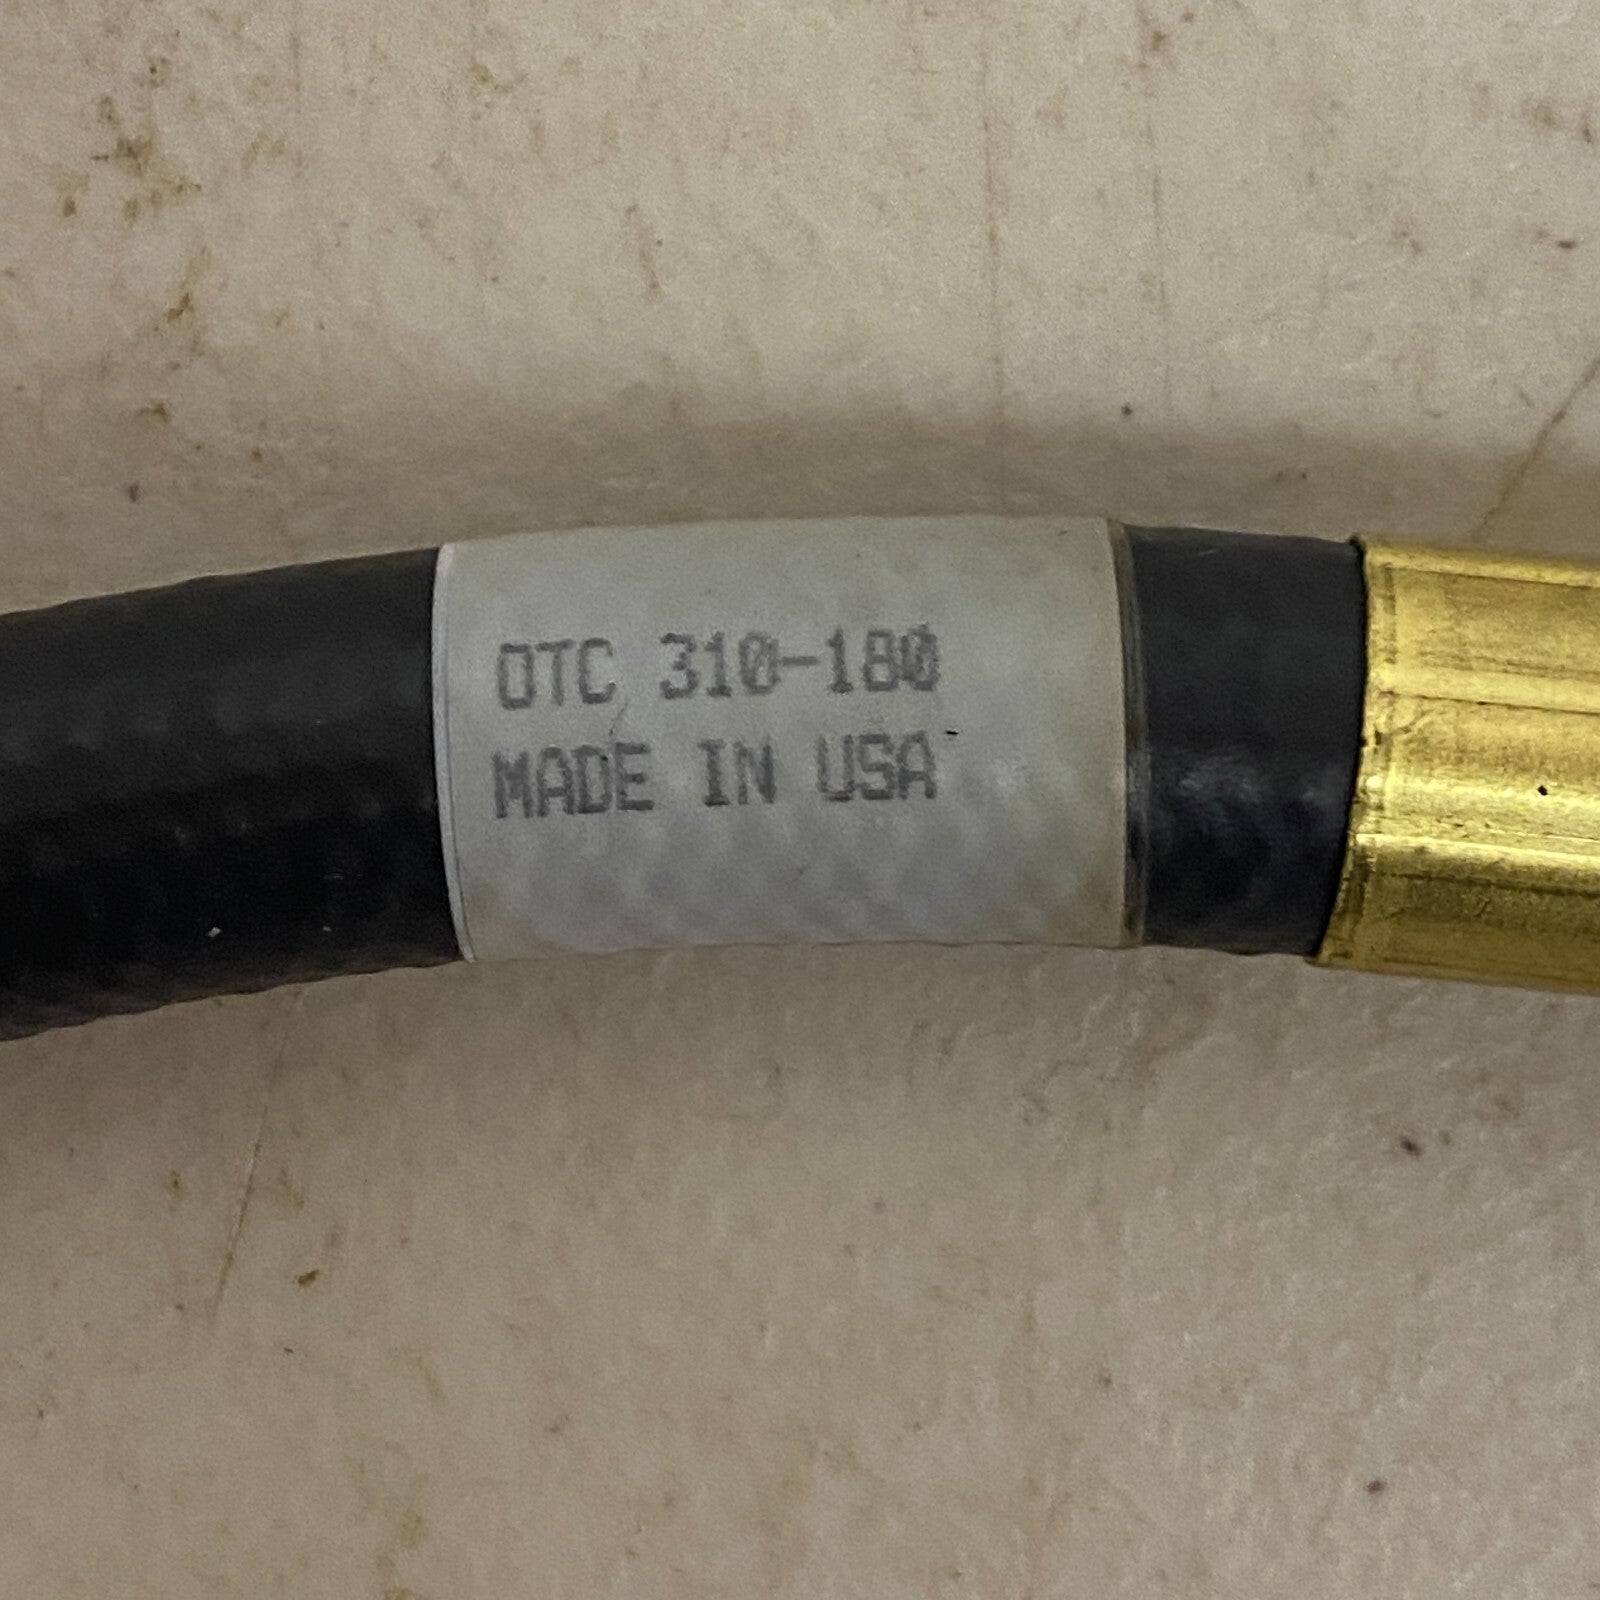 OTC 310-180
MADE IN USA